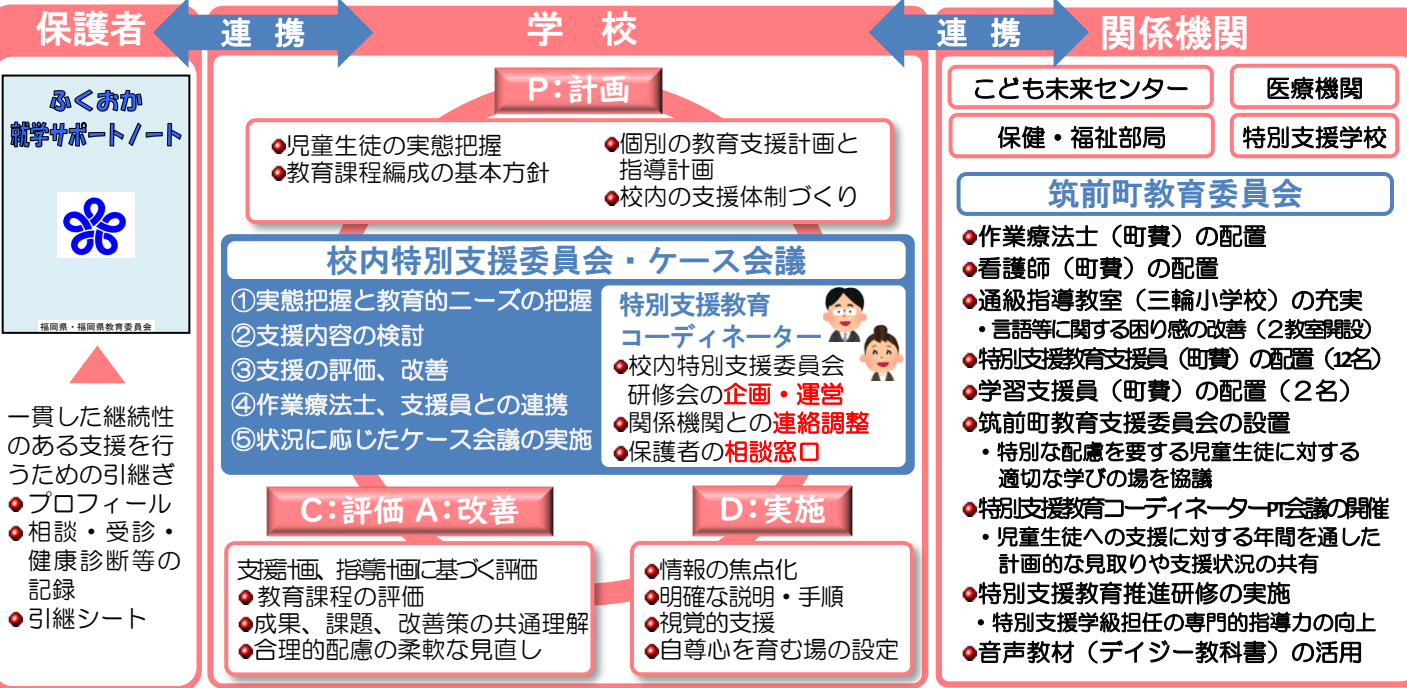 保護者
連 携
学 校
連 携
関係機関
ふくおか
就学サポートノート
福岡県・福岡県教育委員会
一貫した継続性
のある支援を行
うための引継ぎ
●プロフィール
●相談・受診・
健康診断等の
記録
●引継シート
P:計画
●児童生徒の実態把握
●教育課程編成の基本方針
●個別の教育支援計画と
指導計画
●校内の支援体制づくり
校内特別支援委員会・ケース会議
①実態把握と教育的ニーズの把握
②支援内容の検討
③支援の評価、改善
④作業療法士、支援員との連携
⑤状況に応じたケース会議の実施
特別支援教育
コーディネーター
●校内特別支援委員会
研修会の企画・運営
●関係機関との連絡調整
●保護者の相談窓口
C:評価 A:改善
支援計画、指導計画に基づく評価
●教育課程の評価
●成果、課題、改善策の共通理解
●合理的配慮の柔軟な見直し
D:実施
●情報の焦点化
●明確な説明・手順
●視覚的支援
●自尊心を育む場の設定
こども未来センター
医療機関
保健・福祉部局
特別支援学校
筑前町教育委員会
●作業療法士（町費）の配置
●看護師（町費）の配置
●通級指導教室（三輪小学校）の充実
・言語等に関する困り感の改善（２教室開設）
●特別支援教育支援員（町費）の配置（12名）
●学習支援員（町費）の配置（２名）
●筑前町教育支援委員会の設置
・特別な配慮を要する児童生徒に対する
適切な学びの場を協議
●特別支援教育コーディネーターPT会議の開催
・児童生徒への支援に対する年間を通した
計画的な見取りや支援状況の共有
●特別支援教育推進研修の実施
・特別支援学級担任の専門的指導力の向上
●音声教材（デイジー教科書）の活用